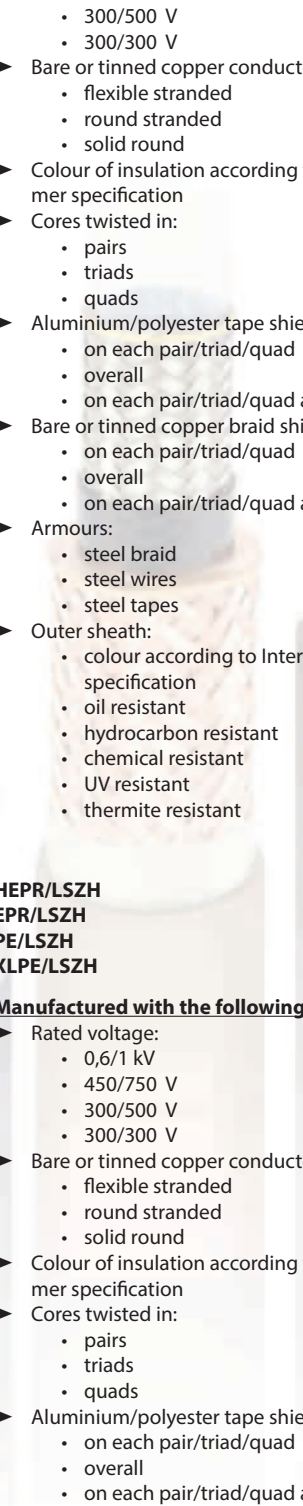 • 300/500 V
• 300/300 V
► Bare or tinned copper conduct
• flexible stranded
• round stranded
• solid round
► Colour of insulation according
mer specification
► Cores twisted in:
• pairs
• triads
• quads
► Aluminium/polyester tape shie
• on each pair/triad/quad
• overall
• on each pair/triad/quad a
► Bare or tinned copper braid shi
• on each pair/triad/quad
• overall
• on each pair/triad/quad a
► Armours:
• steel braid
• steel wires
• steel tapes
► Outer sheath:
• colour according to Inter
specification
• oil resistant
• hydrocarbon resistant
• chemical resistant
• UV resistant
• thermite resistant
HEPR/LSZH
EPR/LSZH
PE/LSZH
XLPE/LSZH
Manufactured with the following
► Rated voltage:
• 0,6/1 kV
• 450/750 V
• 300/500 V
• 300/300 V
► Bare or tinned copper conduct
• flexible stranded
• round stranded
• solid round
► Colour of insulation according
mer specification
► Cores twisted in:
• pairs
• triads
• quads
► Aluminium/polyester tape shie
• on each pair/triad/quad
• overall
• on each pair/triad/quad a